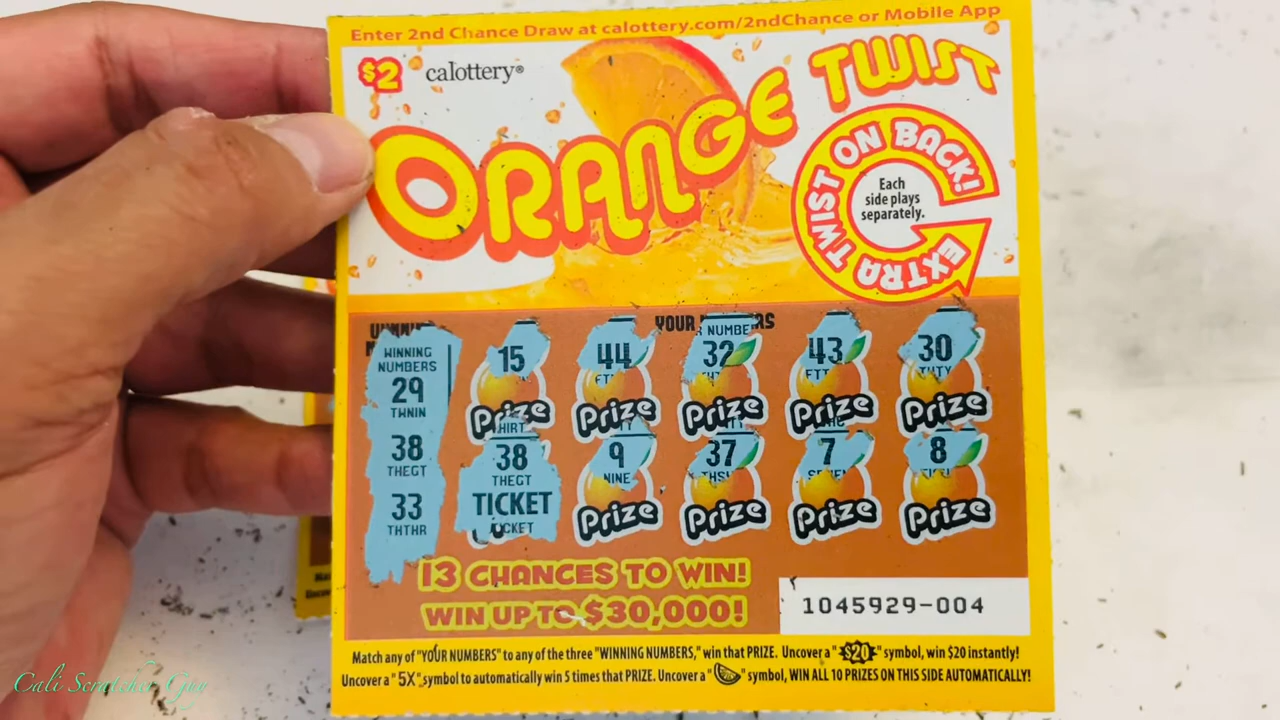 Enter 2nd Chance Draw at calottery.com/2ndChance or Mobile App
$2 calottery®
ORANGE TWIST
EXTRA TWIST ON BACK!
Each
side plays
separately.
YOUR
WINNING
NUMBERS
29
THNIN
38
THEGT
33
THTHR
15 44 32 43 30
Prize Prize Prize Prize Prize
38 9 37 7 8
THEGT NINE
TICKET
Prize Prize Prize Prize
13 CHANCES TO WIN!
WIN UP TO $30,000!
1045929-004
Match any of "YOUR NUMBERS" to any of the three "WINNING NUMBERS," win that PRIZE. Uncover a "$20" symbol, win $20 instantly!
Uncover a "5X" symbol to automatically win 5 times that PRIZE. Uncover a " " symbol, WIN ALL 10 PRIZES ON THIS SIDE AUTOMATICALLY!
Cali Scratcher Guy